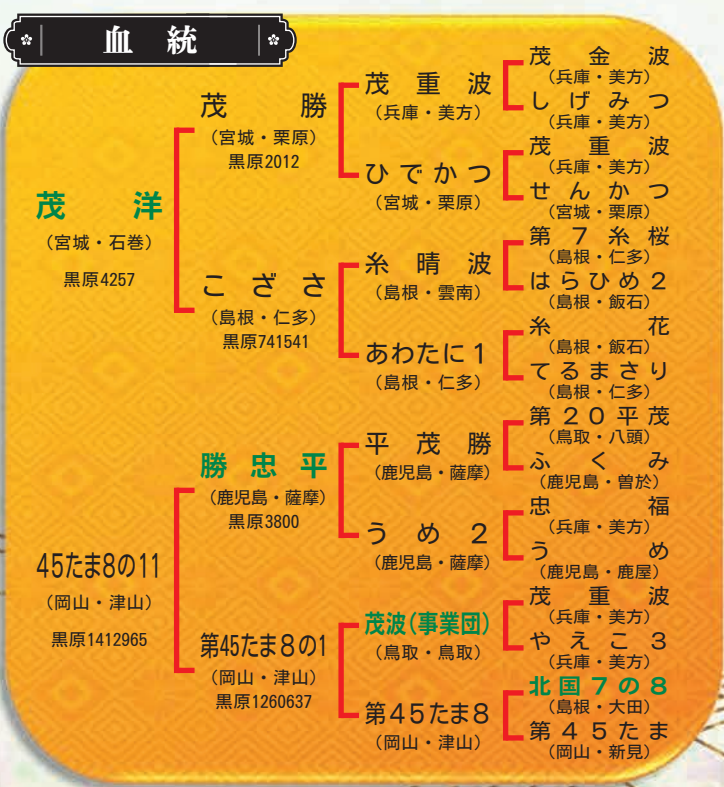 血統
茂洋
（宮城・石巻）
黒原4257
茂勝
（宮城・栗原）
黒原2012
茂重波
（兵庫・美方）
茂金波
（兵庫・美方）
しげみつ
（兵庫・美方）
ひでかつ
（宮城・栗原）
茂重波
（兵庫・美方）
せんかつ
（宮城・栗原）
こざさ
（島根・仁多）
黒原741541
糸晴波
（島根・雲南）
第７糸桜
（島根・仁多）
はらひめ２
（島根・飯石）
あわたに１
（島根・仁多）
糸花
（島根・飯石）
てるまさり
（島根・仁多）
45たま8の11
（岡山・津山）
黒原1412965
勝忠平
（鹿児島・薩摩）
黒原3800
平茂勝
（鹿児島・薩摩）
第２０平茂
（鳥取・八頭）
ふくみ
（鹿児島・曽於）
うめ２
（鹿児島・薩摩）
忠福
（兵庫・美方）
うめ
（鹿児島・鹿屋）
第45たま８の1
（岡山・津山）
黒原1260637
茂波(事業団)
（鳥取・鳥取）
茂重波
（兵庫・美方）
やえこ３
（兵庫・美方）
第４５たま８
（岡山・津山）
北国７の８
（島根・大田）
第４５たま
（岡山・新見）